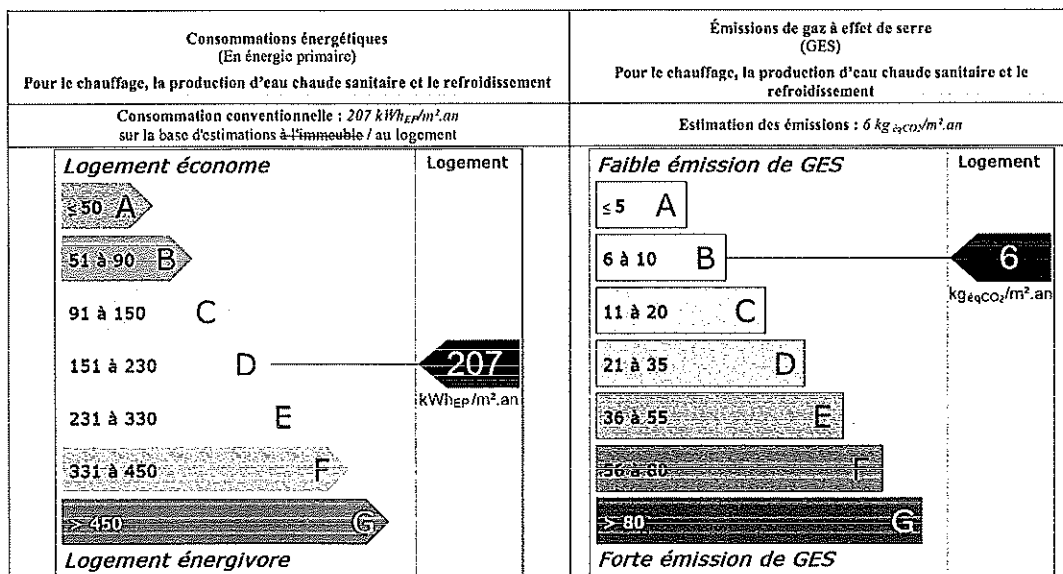 Consommations énergétiques
(En énergie primaire)
Pour le chauffage, la production d'eau chaude sanitaire et le refroidissement
Consommation conventionnelle : 207 kWhEP/m².an
sur la base d'estimations à l'immeuble / au logement
Logement économe
Logement
≤ 50 A
51 à 90 B
91 à 150 C
151 à 230 D
207
kWhEP/m².an
231 à 330 E
331 à 450 F
> 450 G
Logement énergivore
Émissions de gaz à effet de serre
(GES)
Pour le chauffage, la production d'eau chaude sanitaire et le
refroidissement
Estimation des émissions : 6 kg éqCO2/m².an
Faible émission de GES
Logement
≤ 5 A
6 à 10 B
6
kgéqCO2/m².an
11 à 20 C
21 à 35 D
36 à 55 E
56 à 80 F
> 80 G
Forte émission de GES